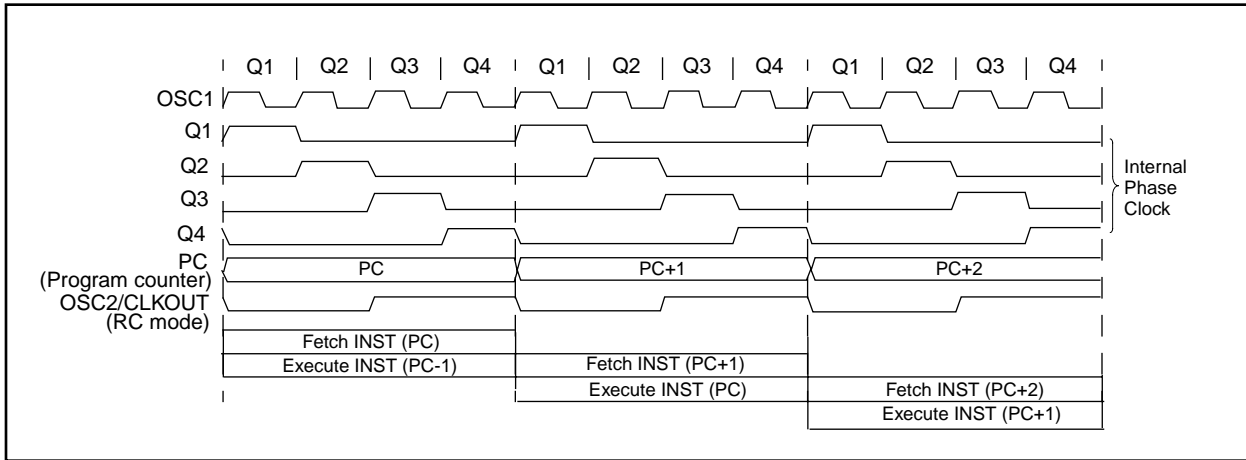 Q1 | Q2 | Q3 | Q4 | Q1 | Q2 | Q3 | Q4 | Q1 | Q2 | Q3 | Q4
OSC1
Q1
Q2
Q3
Q4
Internal
Phase
Clock
PC
(Program counter)
PC PC+1 PC+2
OSC2/CLKOUT
(RC mode)
Fetch INST (PC)
Execute INST (PC-1) Fetch INST (PC+1)
Execute INST (PC) Fetch INST (PC+2)
Execute INST (PC+1)